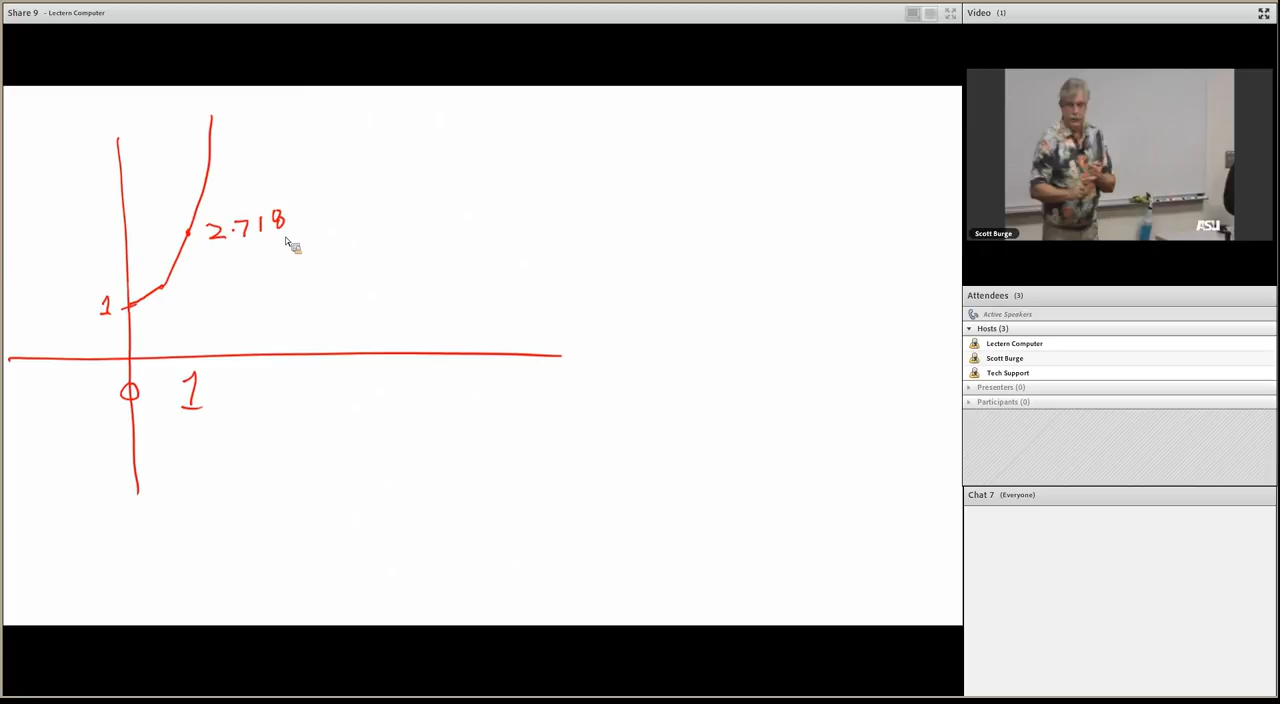 Share 9 - Lectern Computer
Video (1)
2.718
1
0 1
Scott Burge
ASU
Attendees (3)
Active Speakers
Hosts (3)
Lectern Computer
Scott Burge
Tech Support
Presenters (0)
Participants (0)
Chat 7 (Everyone)